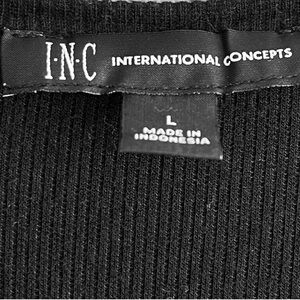 I·N·C INTERNATIONAL CONCEPTS
L
MADE IN
INDONESIA